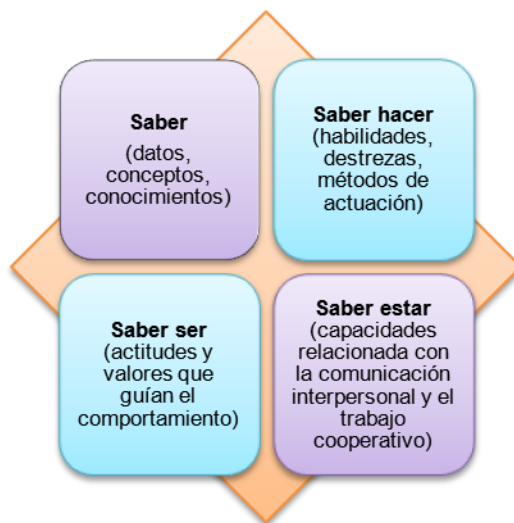 Saber
(datos,
conceptos,
conocimientos)
Saber hacer
(habilidades,
destrezas,
métodos de
actuación)
Saber ser
(actitudes y
valores que
guían el
comportamiento)
Saber estar
(capacidades
relacionada con
la comunicación
interpersonal y el
trabajo
cooperativo)